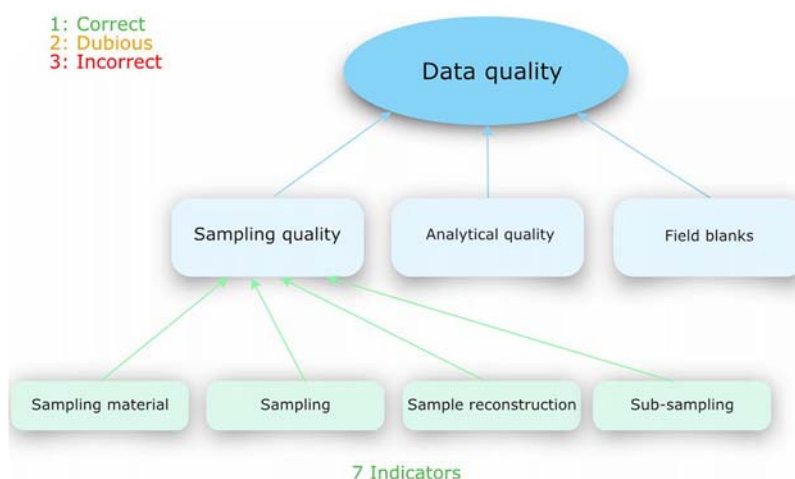 1: Correct
2: Dubious
3: Incorrect
Data quality
Sampling quality
Analytical quality
Field blanks
Sampling material
Sampling
Sample reconstruction
Sub-sampling
7 Indicators